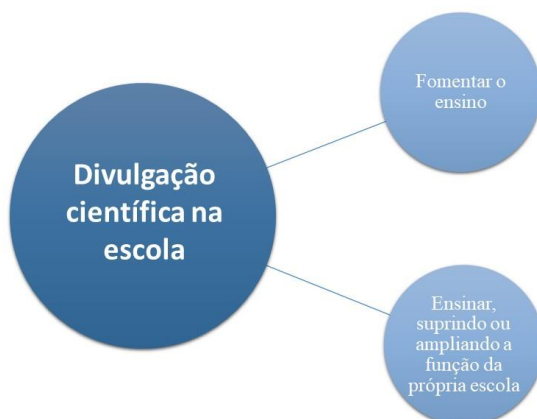 Divulgação
científica na
escola
Fomentar o
ensino
Ensinar,
suprindo ou
ampliando a
função da
própria escola